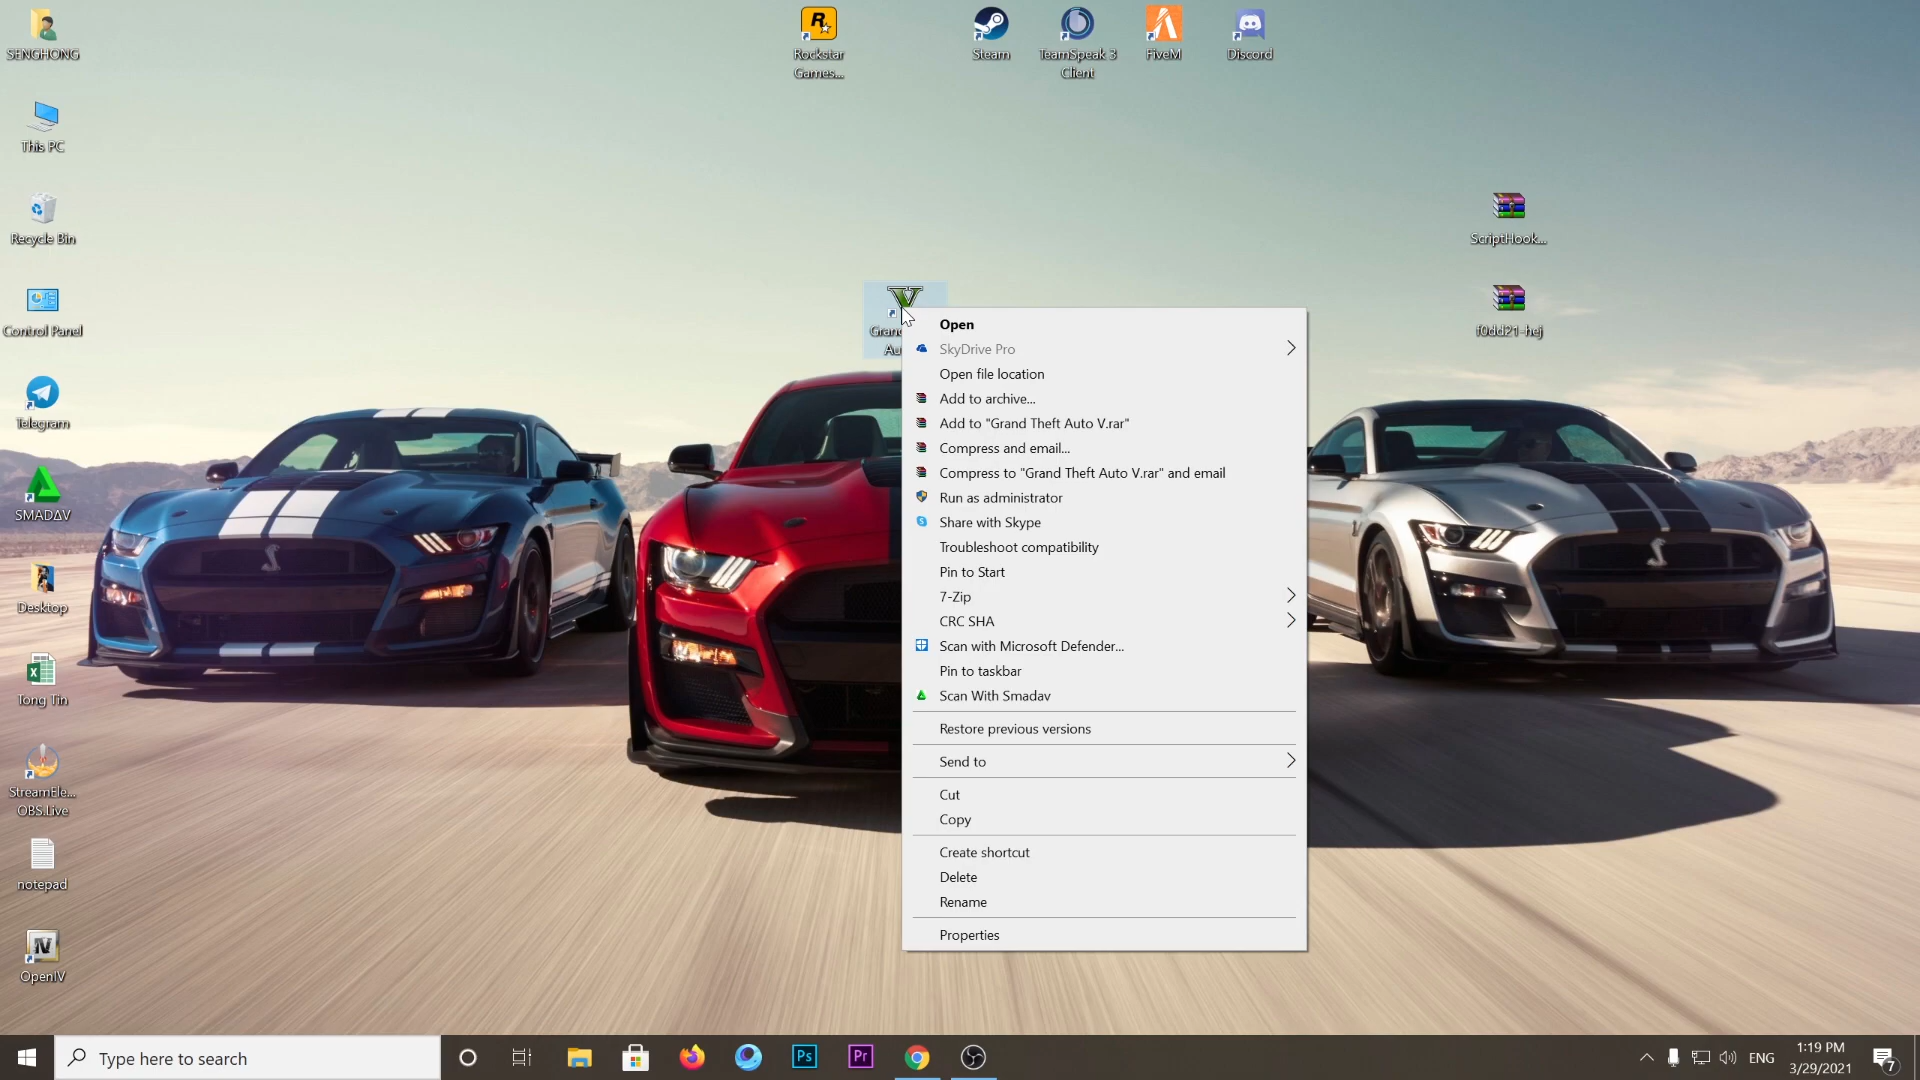 SENGHONG
This PC
Recycle Bin
Control Panel
Telegram
SMADΔV
Desktop
Tong Tin
StreamEle...
OBS.Live
notepad
OpenIV
Rockstar
Games...
Steam
TeamSpeak 3
Client
FiveM
Discord
ScriptHook...
f0dd21-hej
Open
SkyDrive Pro
Open file location
Add to archive...
Add to "Grand Theft Auto V.rar"
Compress and email...
Compress to "Grand Theft Auto V.rar" and email
Run as administrator
Share with Skype
Troubleshoot compatibility
Pin to Start
7-Zip
CRC SHA
Scan with Microsoft Defender...
Pin to taskbar
Scan With Smadav
Restore previous versions
Send to
Cut
Copy
Create shortcut
Delete
Rename
Properties
Type here to search
Ps
Pr
ENG
1:19 PM
3/29/2021
7